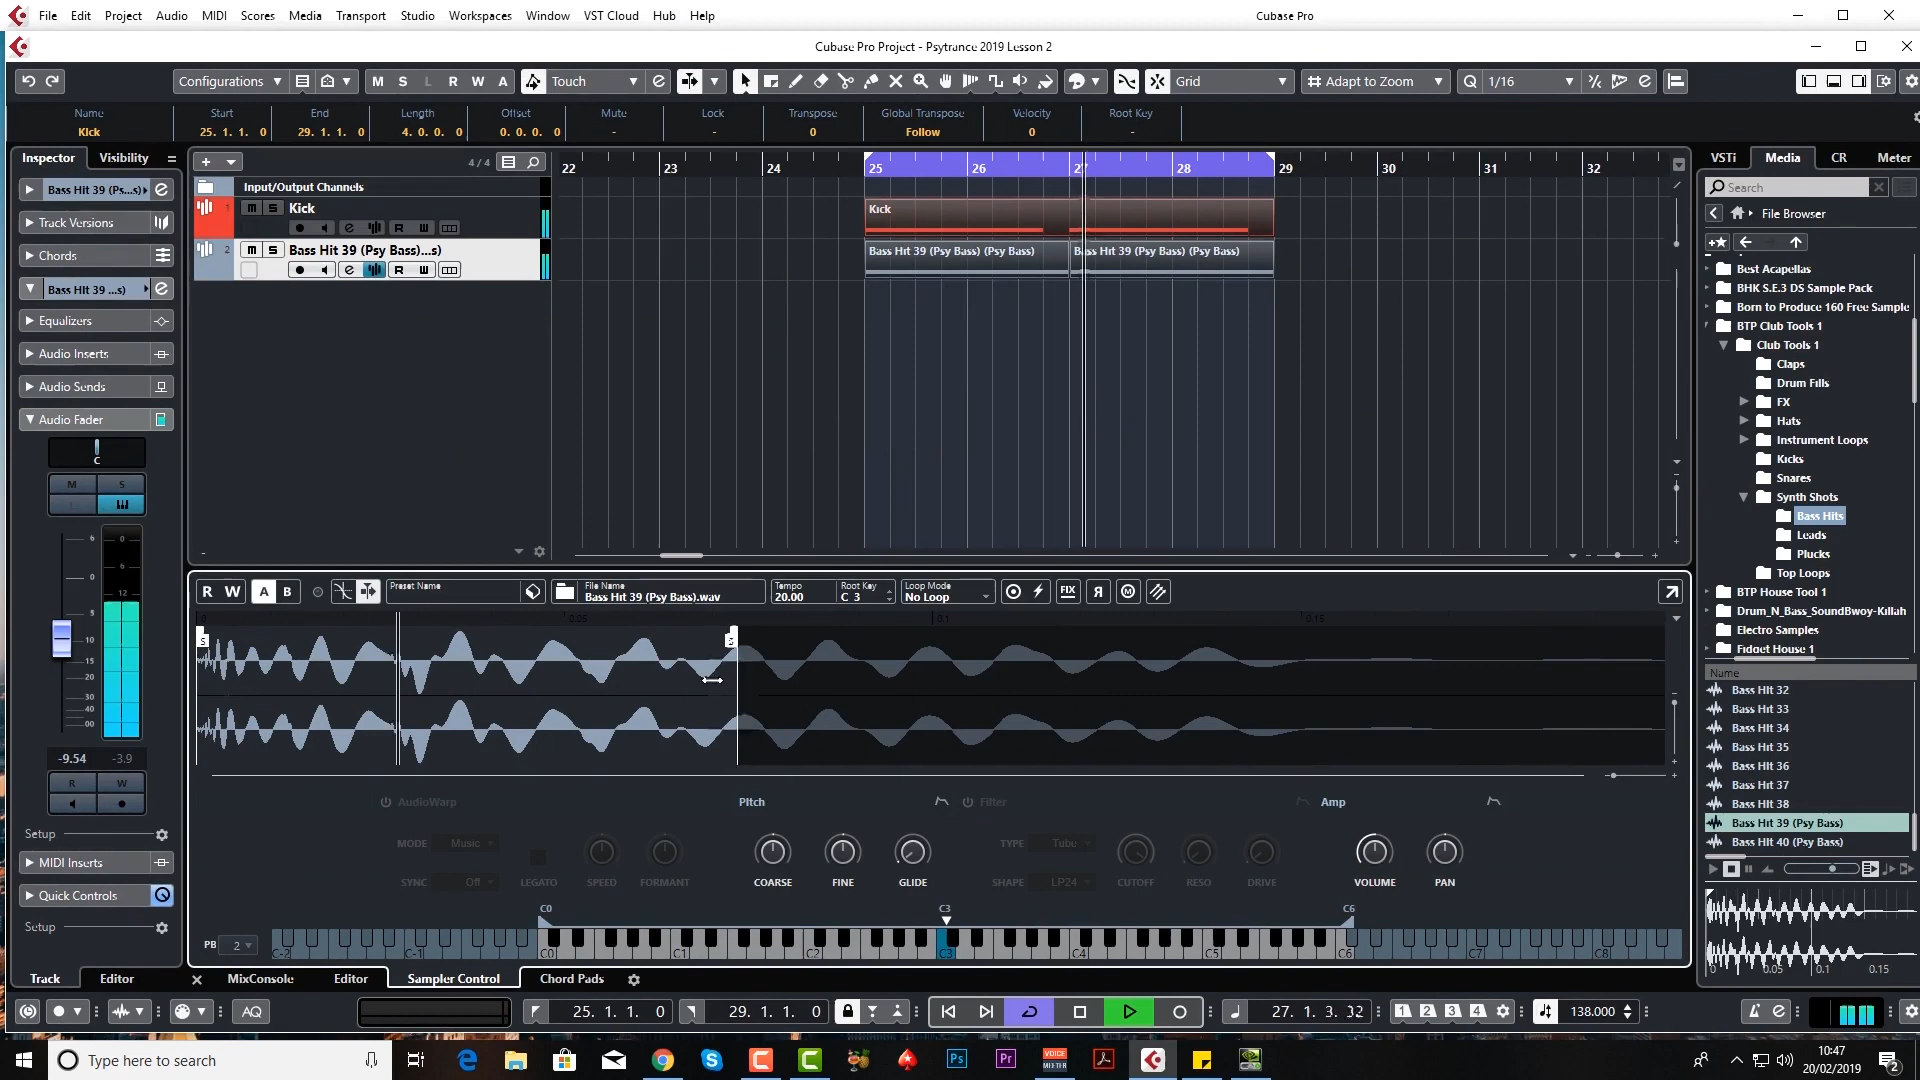 File Edit Project Audio MIDI Scores Media Transport Studio Workspaces Window VST Cloud Hub Help Cubase Pro
Cubase Pro Project - Psytrance 2019 Lesson 2
Configurations M S L R W A Touch Grid Adapt to Zoom Q 1/16
Name Start End Length Offset Mute Lock Transpose Global Transpose Velocity Root Key
Kick 25. 1. 1. 0 29. 1. 1. 0 4. 0. 0. 0 0. 0. 0. 0 - - 0 Follow 0 -
Inspector Visibility
4 / 4
22 23 24 25 26 27 28 29 30 31 32
Bass Hit 39 (Ps...s)
Track Versions
Chords
Bass Hit 39 ...s)
Equalizers
Audio Inserts
Audio Sends
Audio Fader
C
M S
-9.54 -3.9
R W
Setup
MIDI Inserts
Quick Controls
Setup
Track Editor
Input/Output Channels
1 m S Kick
R
2 m S Bass Hit 39 (Psy Bass)...s)
R
Kick
Bass Hit 39 (Psy Bass) (Psy Bass) Bass Hit 39 (Psy Bass) (Psy Bass)
R W A B Preset Name File Name Bass Hit 39 (Psy Bass).wav Tempo 20.00 Root Key C 3 Loop Mode No Loop FIX
0 0.05 0.1 0.15
S
AudioWarp Pitch Filter Amp
MODE Music TYPE Tube
SYNC Off LEGATO SPEED FORMANT COARSE FINE GLIDE SHAPE LP24 CUTOFF RESO DRIVE VOLUME PAN
C0 C3 C6
PB 2 C-2 C-1 C0 C1 C2 C3 C4 C5 C6 C7 C8
MixConsole Editor Sampler Control Chord Pads
VSTi Media CR Meter
Search
File Browser
Best Acapellas
BHK S.E.3 DS Sample Pack
Born to Produce 160 Free Sample
BTP Club Tools 1
Club Tools 1
Claps
Drum Fills
FX
Hats
Instrument Loops
Kicks
Snares
Synth Shots
Bass Hits
Leads
Plucks
Top Loops
BTP House Tool 1
Drum_N_Bass_SoundBwoy-Killah
Electro Samples
Fidget House 1
Name
Bass Hit 32
Bass Hit 33
Bass Hit 34
Bass Hit 35
Bass Hit 36
Bass Hit 37
Bass Hit 38
Bass Hit 39 (Psy Bass)
Bass Hit 40 (Psy Bass)
0 0.05 0.1 0.15
AQ 25. 1. 1. 0 29. 1. 1. 0 27. 1. 3. 32 1 2 3 4 138.000
Type here to search
Ps Pr VOICE MEETER
10:47
20/02/2019
2